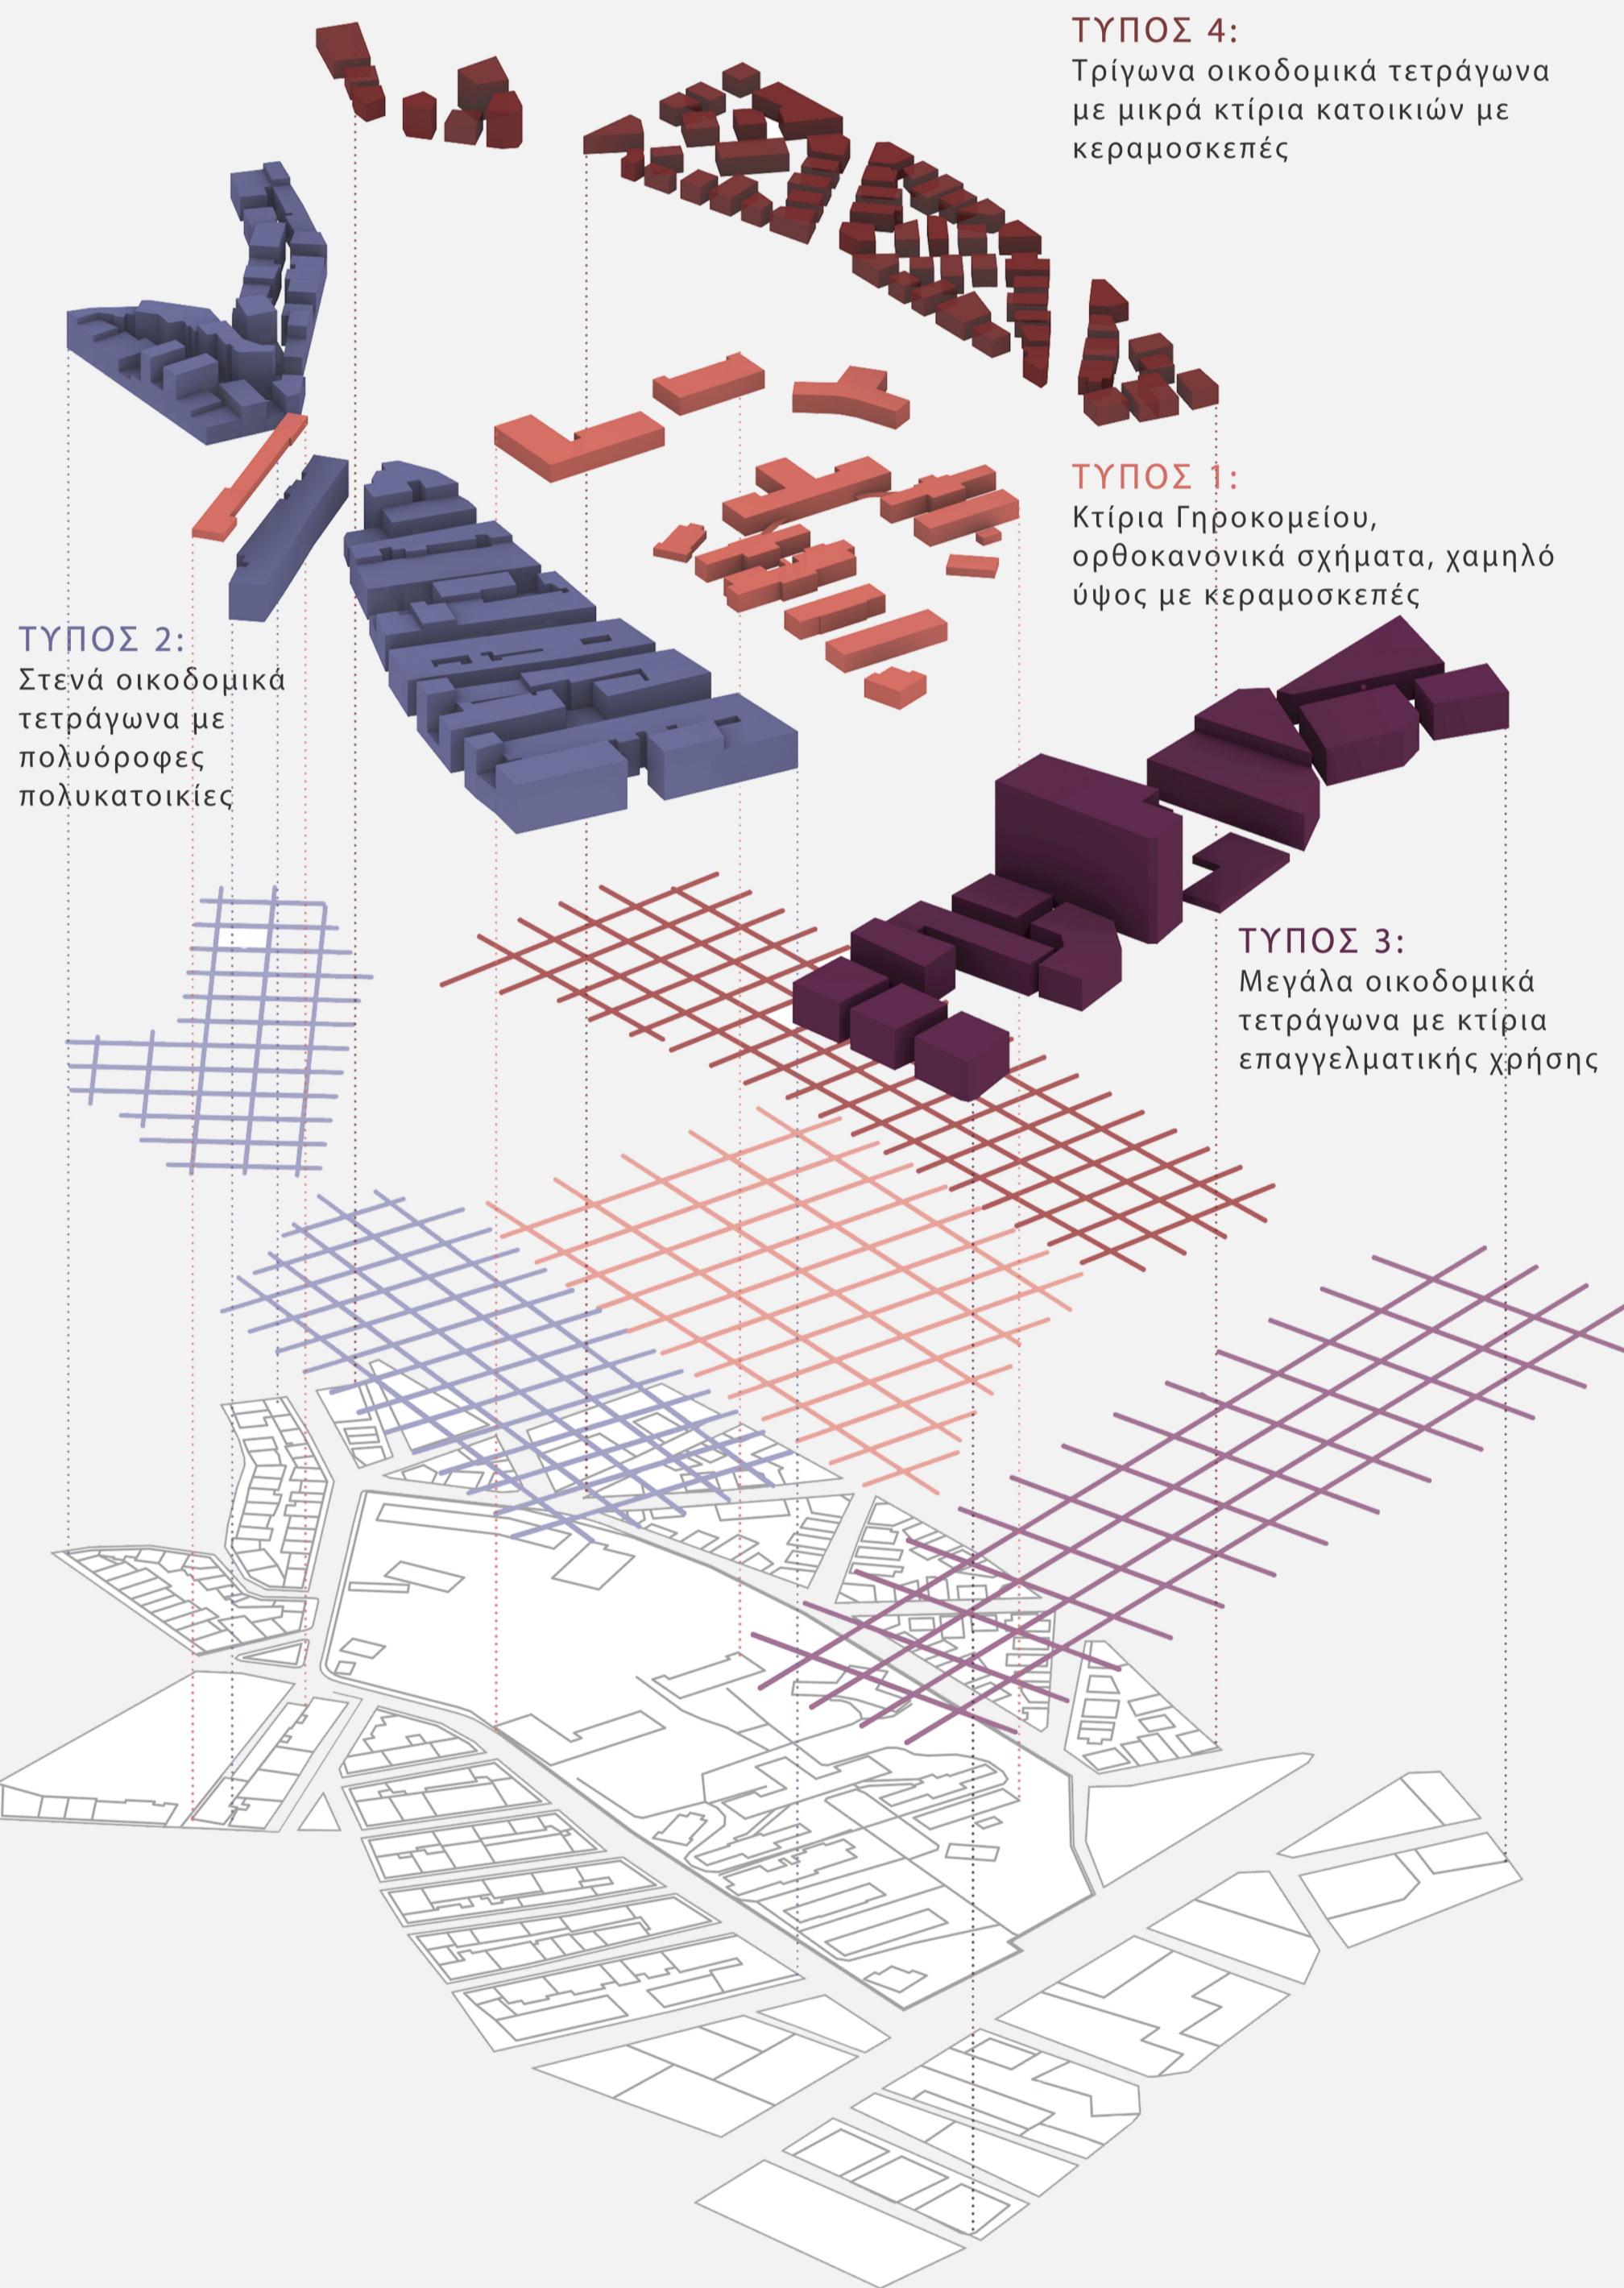 ΤΥΠΟΣ 4:
Τρίγωνα οικοδομικά τετράγωνα
με μικρά κτίρια κατοικιών με
κεραμοσκεπές
ΤΥΠΟΣ 1:
Κτίρια Γηροκομείου,
ορθοκανονικά σχήματα, χαμηλό
ύψος με κεραμοσκεπές
ΤΥΠΟΣ 2:
Στενά οικοδομικά
τετράγωνα με
πολυόροφες
πολυκατοικίες
ΤΥΠΟΣ 3:
Μεγάλα οικοδομικά
τετράγωνα με κτίρια
επαγγελματικής χρήσης